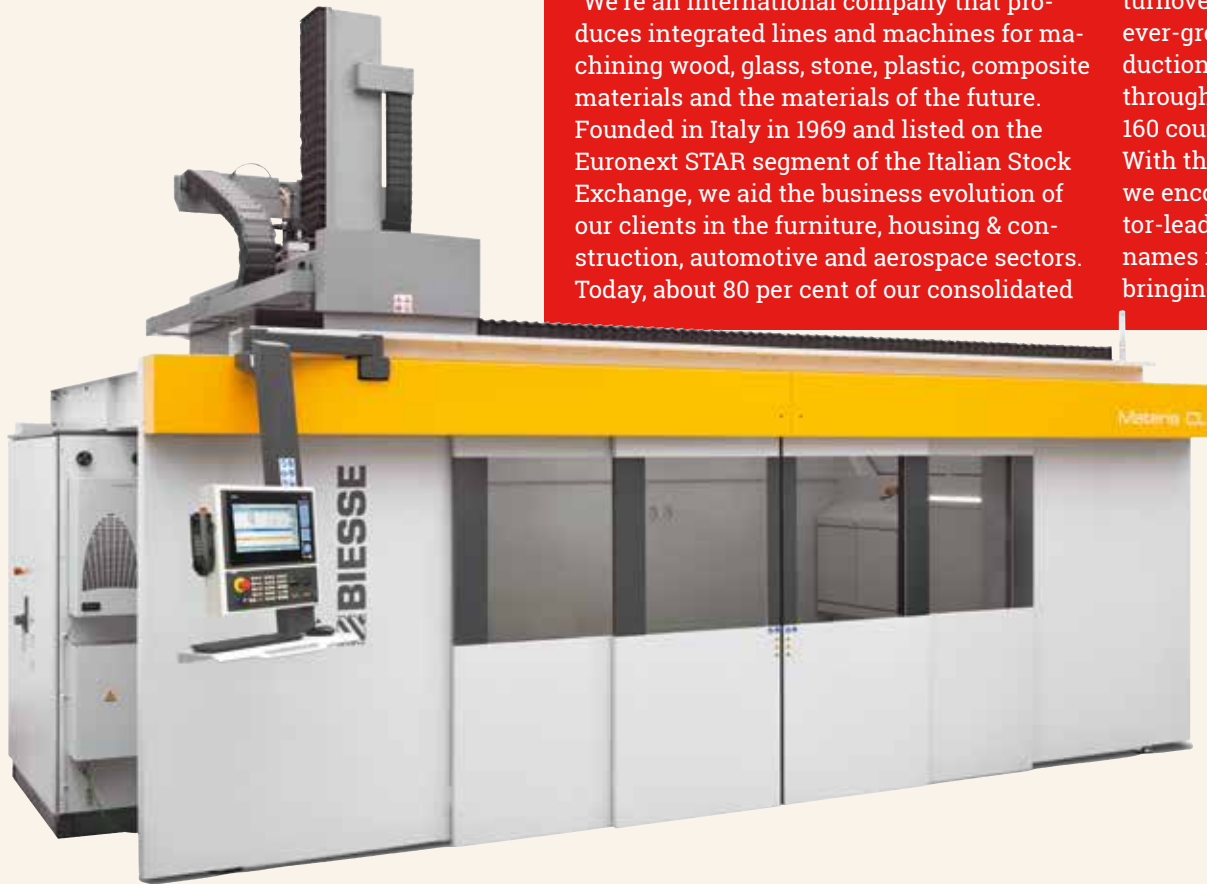 "We're an international company that pro-
duces integrated lines and machines for ma-
chining wood, glass, stone, plastic, composite
materials and the materials of the future.
Founded in Italy in 1969 and listed on the
Euronext STAR segment of the Italian Stock
Exchange, we aid the business evolution of
our clients in the furniture, housing & con-
struction, automotive and aerospace sectors.
Today, about 80 per cent of our consolidated
turnove
ever-gr
duction
through
160 cou
With th
we enco
tor-lead
names
bringin
Materia CL
BIESSE